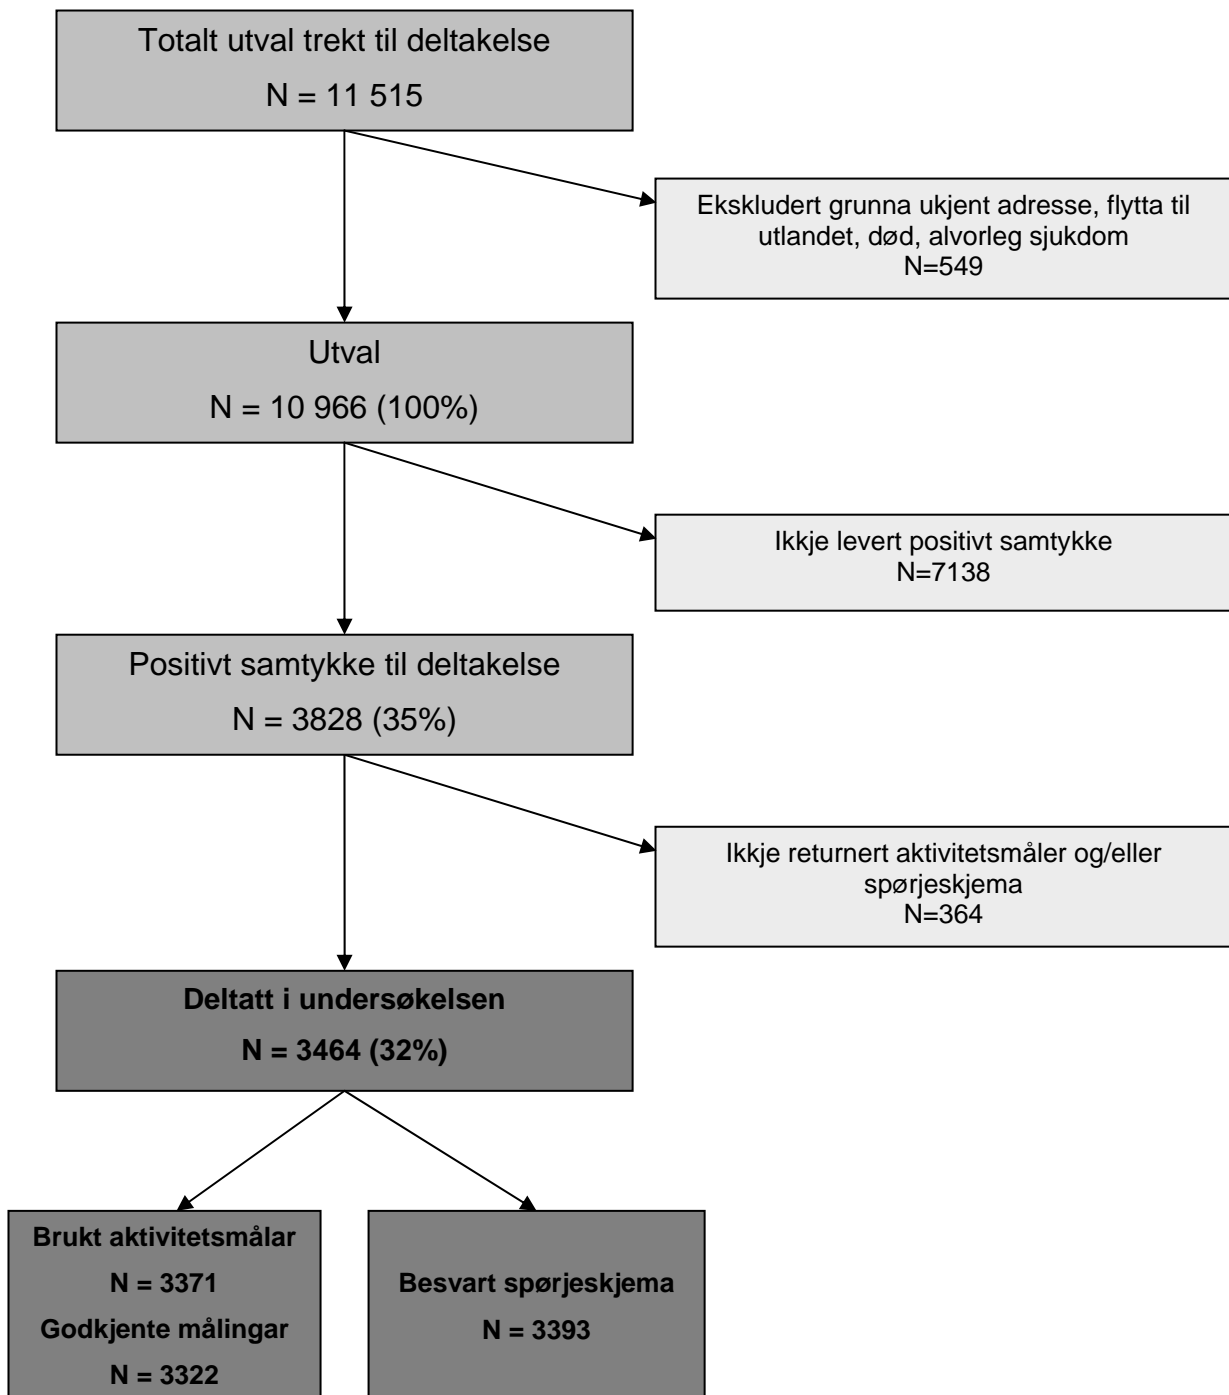 Totalt utval trekt til deltakelse
N = 11 515
Ekskludert grunna ukjent adresse, flytta til
utlandet, død, alvorleg sjukdom
N=549
Utval
N = 10 966 (100%)
Ikkje levert positivt samtykke
N=7138
Positivt samtykke til deltakelse
N = 3828 (35%)
Ikkje returnert aktivitetsmåler og/eller
spørjeskjema
N=364
Deltatt i undersøkelsen
N = 3464 (32%)
Brukt aktivitetsmålar
N = 3371
Godkjente målingar
N = 3322
Besvart spørjeskjema
N = 3393